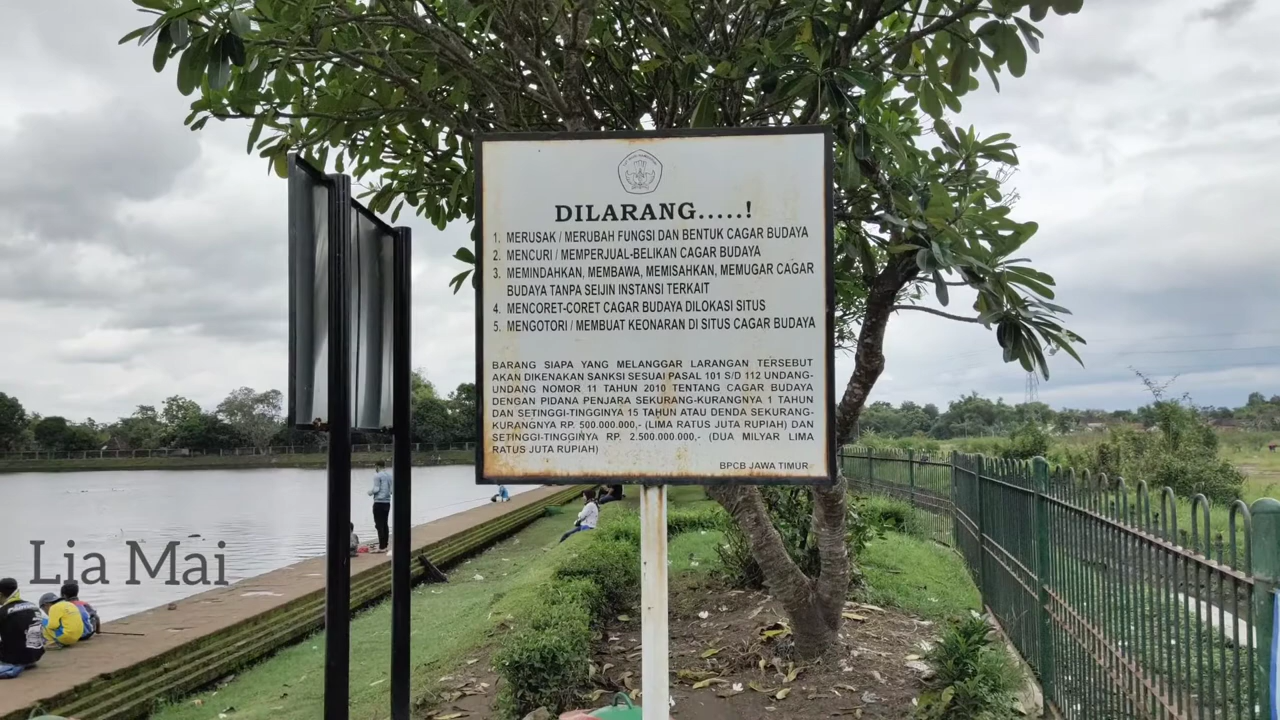 DILARANG.....!
1. MERUSAK / MERUBAH FUNGSI DAN BENTUK CAGAR BUDAYA
2. MENCURI / MEMPERJUAL-BELIKAN CAGAR BUDAYA
3. MEMINDAHKAN, MEMBAWA, MEMISAHKAN, MEMUGAR CAGAR
BUDAYA TANPA SEIJIN INSTANSI TERKAIT
4. MENCORET-CORET CAGAR BUDAYA DILOKASI SITUS
5. MENGOTORI / MEMBUAT KEONARAN DI SITUS CAGAR BUDAYA
BARANG SIAPA YANG MELANGGAR LARANGAN TERSEBUT
AKAN DIKENAKAN SANKSI SESUAI PASAL 101 S/D 112 UNDANG-
UNDANG NOMOR 11 TAHUN 2010 TENTANG CAGAR BUDAYA
DENGAN PIDANA PENJARA SEKURANG-KURANGNYA 1 TAHUN
DAN SETINGGI-TINGGINYA 15 TAHUN ATAU DENDA SEKURANG-
KURANGNYA RP. 500.000.000,- (LIMA RATUS JUTA RUPIAH) DAN
SETINGGI-TINGGINYA RP. 2.500.000.000,- (DUA MILYAR LIMA
RATUS JUTA RUPIAH)
BPCB JAWA TIMUR
Lia Mai